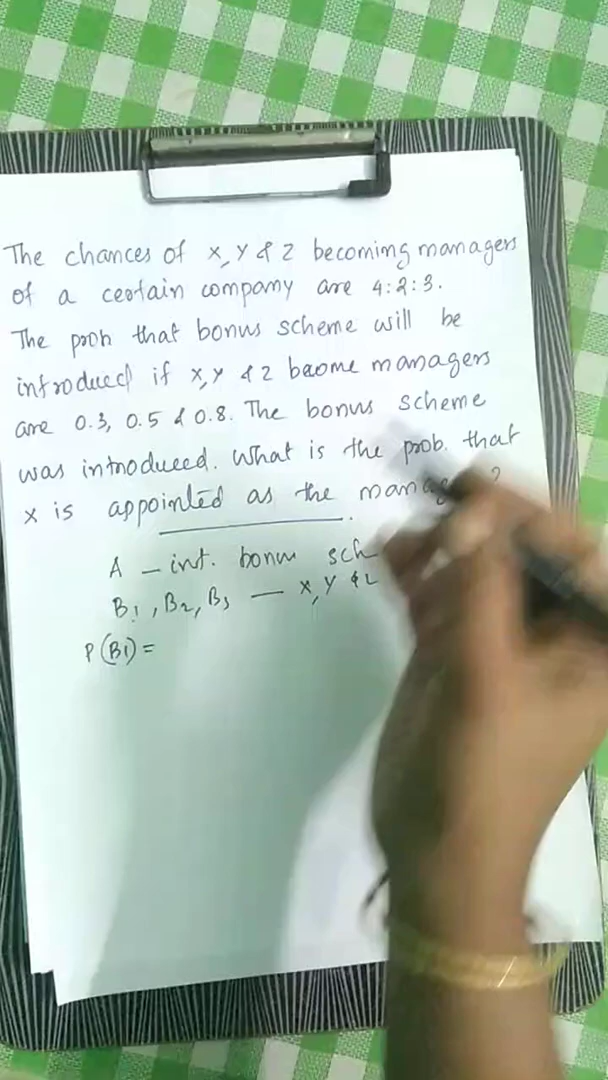 The chances of X, Y & Z becoming managers
of a certain company are 4:2:3.
The prob that bonus scheme will be
introduced if X, Y & Z become managers
are 0.3, 0.5 & 0.8. The bonus scheme
was introduced. What is the prob. that
X is appointed as the manag ?
A – int. bonus sch
B1, B2, B3 — X, Y & Z
P(B1) =